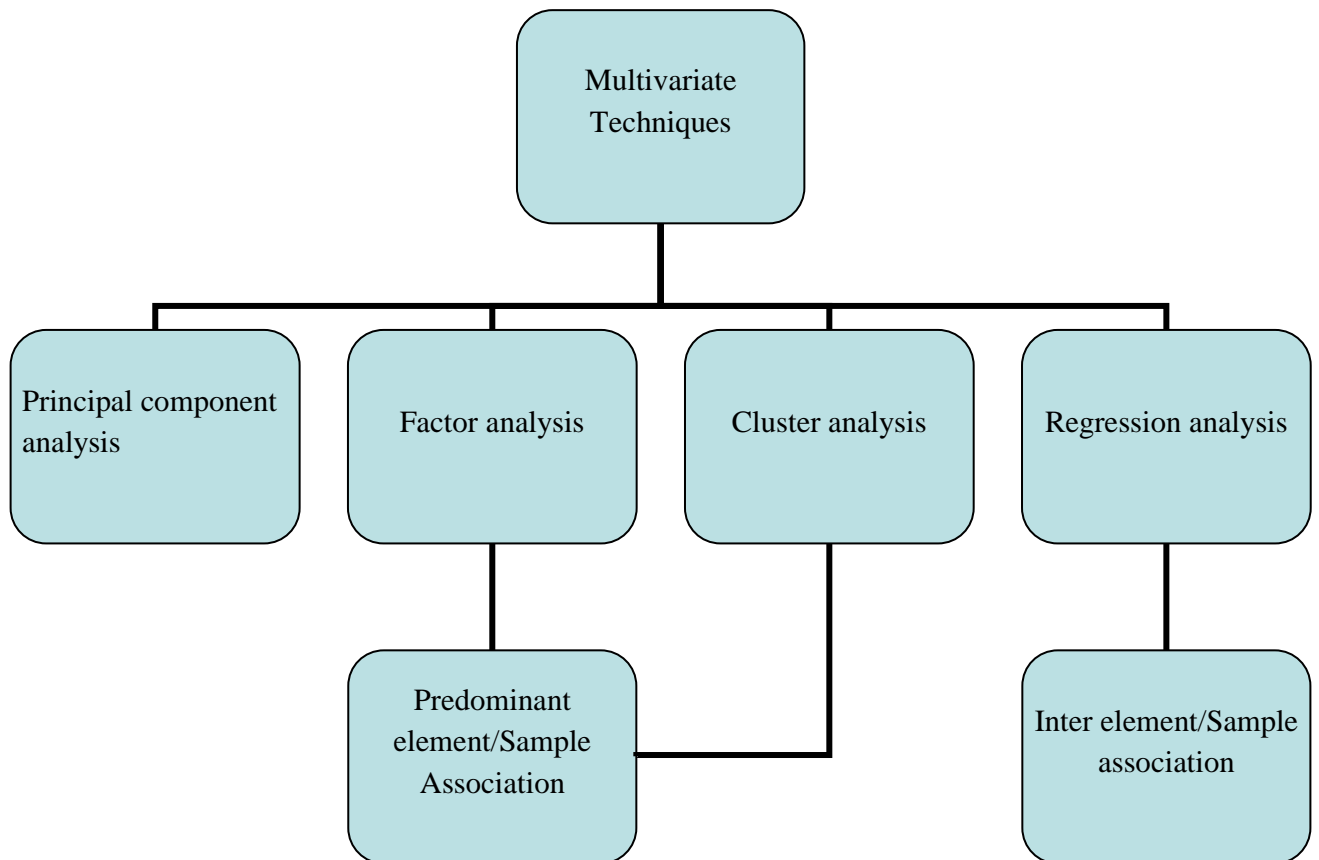 Multivariate
Techniques
Principal component
analysis
Factor analysis
Cluster analysis
Regression analysis
Predominant
element/Sample
Association
Inter element/Sample
association